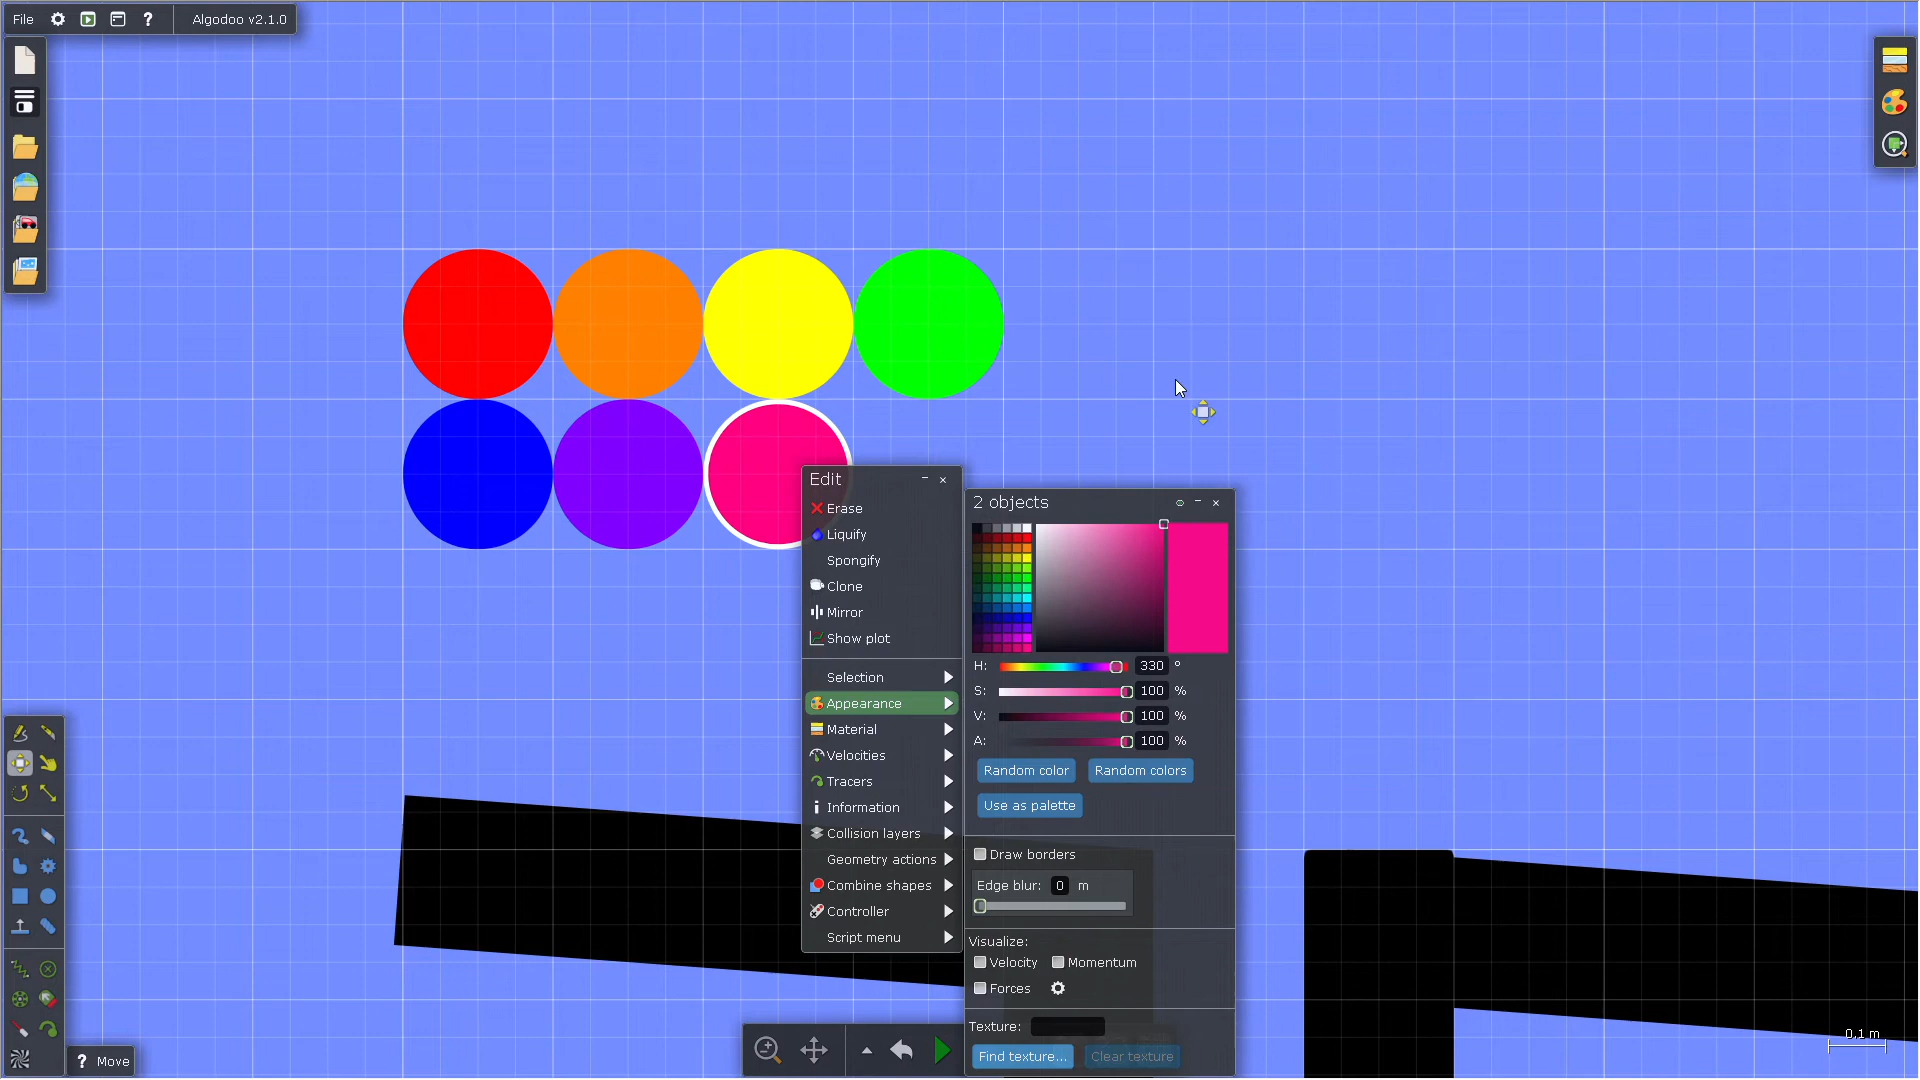 File
?
Algodoo v2.1.0
Edit
Erase
Liquify
Spongify
Clone
Mirror
Show plot
Selection
Appearance
Material
Velocities
Tracers
Information
Collision layers
Geometry actions
Combine shapes
Controller
Script menu
2 objects
H: 330 °
S: 100 %
V: 100 %
A: 100 %
Random color Random colors
Use as palette
Draw borders
Edge blur: 0 m
Visualize:
Velocity Momentum
Forces
Texture:
Find texture... Clear texture
? Move
0.1 m